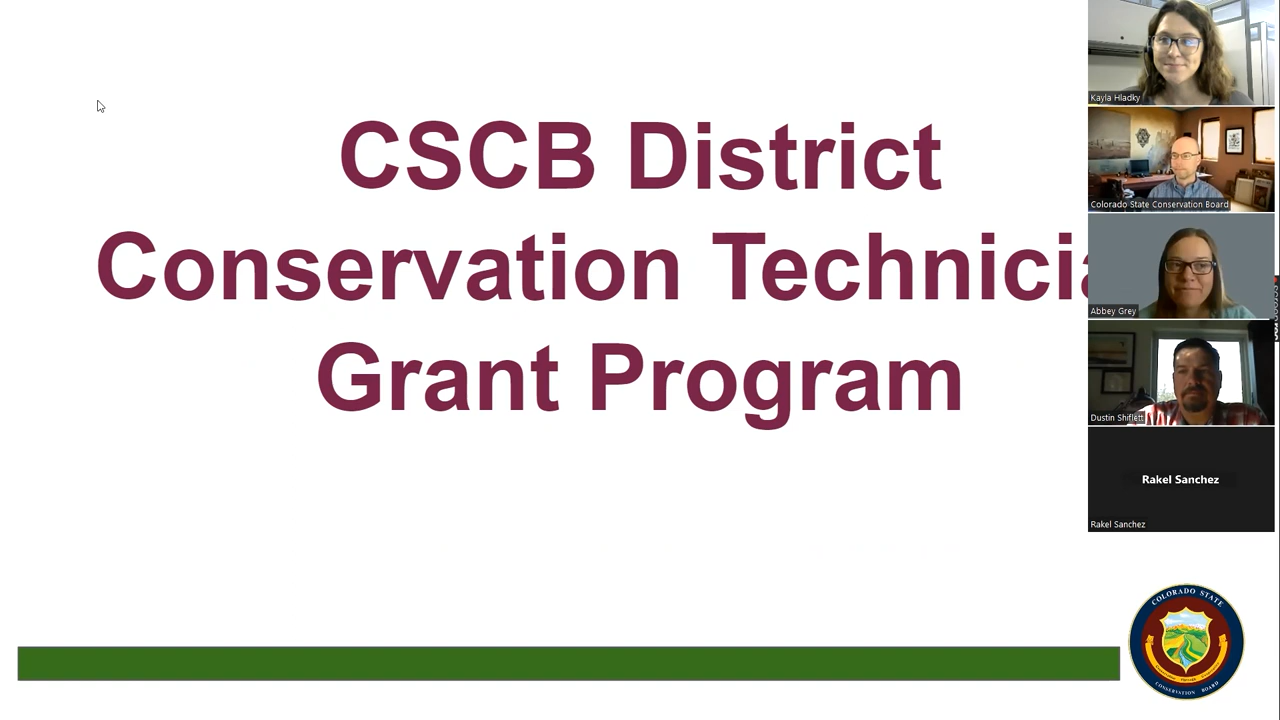 CSCB District
Conservation Technicia
Grant Program
Kayla Hladky
Colorado State Conservation Board
Abbey Grey
Dustin Shiflett
Rakel Sanchez
Rakel Sanchez
COLORADO STATE
CONSERVATION BOARD